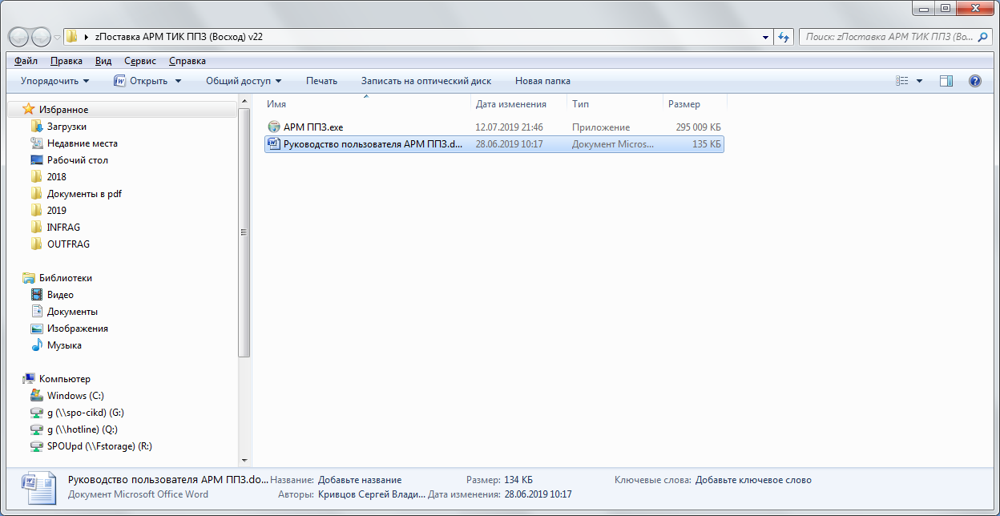 zПоставка АРМ ТИК ППЗ (Восход) v22
Поиск: zПоставка АРМ ТИК ППЗ (Во...
Файл Правка Вид Сервис Справка
Упорядочить Открыть Общий доступ Печать Записать на оптический диск Новая папка
Избранное
Загрузки
Недавние места
Рабочий стол
2018
Документы в pdf
2019
INFRAG
OUTFRAG
Библиотеки
Видео
Документы
Изображения
Музыка
Компьютер
Windows (C:)
g (\\spo-cikd) (G:)
g (\\hotline) (Q:)
SPOUpd (\\Fstorage) (R:)
Имя Дата изменения Тип Размер
АРМ ППЗ.exe 12.07.2019 21:46 Приложение 295 009 КБ
Руководство пользователя АРМ ППЗ.d... 28.06.2019 10:17 Документ Micros... 135 КБ
Руководство пользователя АРМ ППЗ.do... Название: Добавьте название Размер: 134 КБ Ключевые слова: Добавьте ключевое слово
Документ Microsoft Office Word Авторы: Кривцов Сергей Влади... Дата изменения: 28.06.2019 10:17